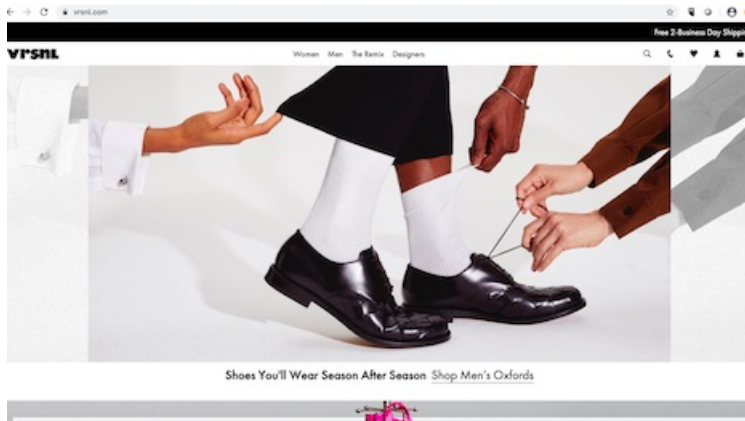 vrsnl.com
Free 2-Business Day Shippin
vrsnl
Women Men The Remix Designers
Shoes You'll Wear Season After Season Shop Men's Oxfords